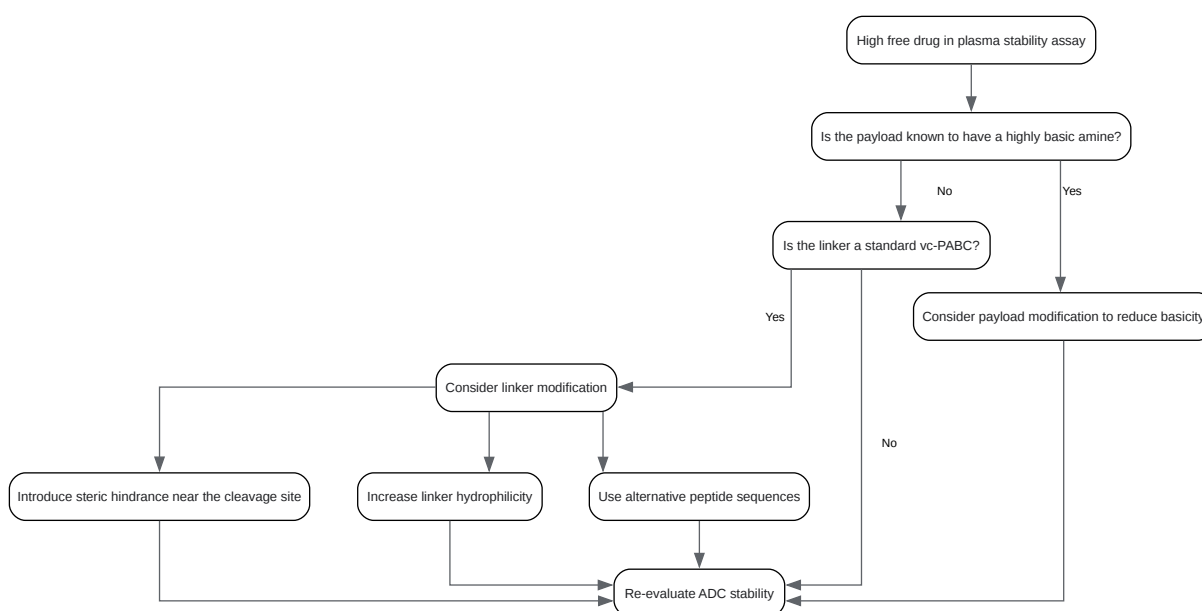 High free drug in plasma stability assay
Is the payload known to have a highly basic amine?
No
Yes
Is the linker a standard vc-PABC?
Yes
Consider payload modification to reduce basicity
Consider linker modification
No
Introduce steric hindrance near the cleavage site
Increase linker hydrophilicity
Use alternative peptide sequences
Re-evaluate ADC stability